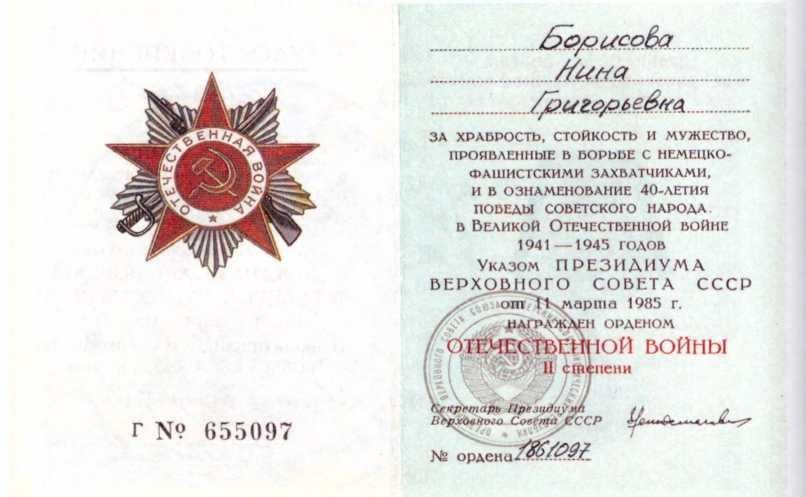 ОТЕЧЕСТВЕННАЯ ВОЙНА
Г № 655097
Борисова
Нина
Григорьевна
ЗА ХРАБРОСТЬ, СТОЙКОСТЬ И МУЖЕСТВО,
ПРОЯВЛЕННЫЕ В БОРЬБЕ С НЕМЕЦКО-
ФАШИСТСКИМИ ЗАХВАТЧИКАМИ,
И В ОЗНАМЕНОВАНИЕ 40-ЛЕТИЯ
ПОБЕДЫ СОВЕТСКОГО НАРОДА
В ВЕЛИКОЙ ОТЕЧЕСТВЕННОЙ ВОЙНЕ
1941—1945 ГОДОВ
УКАЗОМ ПРЕЗИДИУМА
ВЕРХОВНОГО СОВЕТА СССР
от 11 марта 1985 г.
НАГРАЖДЕН ОРДЕНОМ
ОТЕЧЕСТВЕННОЙ ВОЙНЫ
II СТЕПЕНИ
Секретарь Президиума
Верховного Совета СССР
№ ордена 1861097